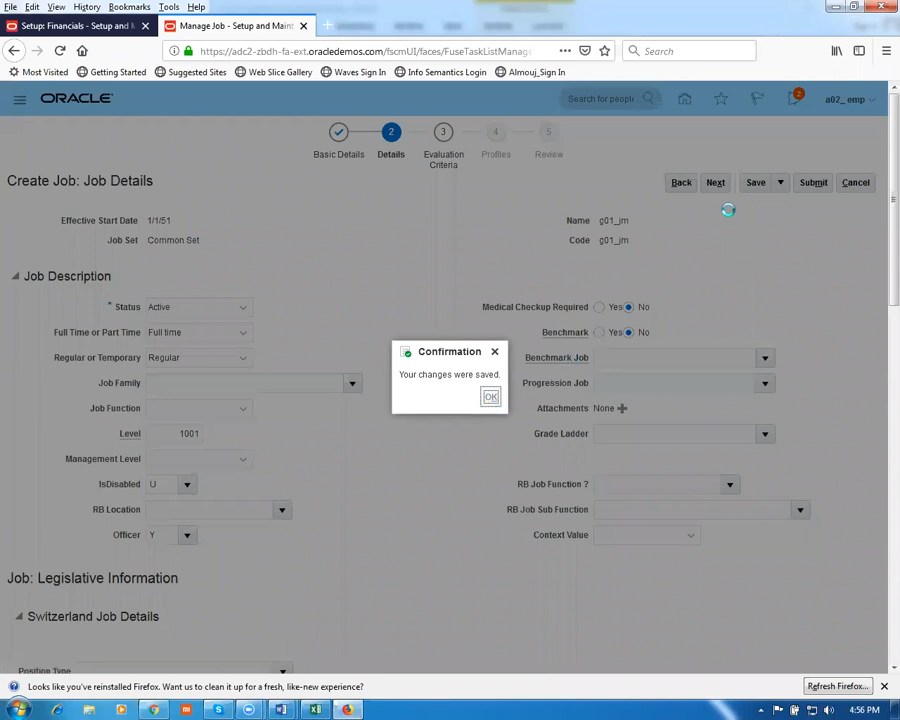 File Edit View History Bookmarks Tools Help
Setup: Financials - Setup and M
Manage Job - Setup and Maint
https://adc2-zbdh-fa-ext.oracledemos.com/fscmUI/faces/FuseTaskListManag
Search
Most Visited Getting Started Suggested Sites Web Slice Gallery Waves Sign In Info Semantics Login Almouj_Sign In
ORACLE
Search for people
2
a02_ emp
2 3 4 5
Basic Details Details Evaluation Criteria Profiles Review
Create Job: Job Details
Back Next Save Submit Cancel
Effective Start Date 1/1/51
Name g01_jm
Job Set Common Set
Code g01_jm
Job Description
* Status Active
Medical Checkup Required Yes No
Full Time or Part Time Full time
Benchmark Yes No
Regular or Temporary Regular
Benchmark Job
Job Family
Progression Job
Job Function
Attachments None
Level 1001
Grade Ladder
Management Level
IsDisabled U
RB Job Function ?
RB Location
RB Job Sub Function
Officer Y
Context Value
Confirmation
Your changes were saved.
OK
Job: Legislative Information
Switzerland Job Details
Position Type
Looks like you've reinstalled Firefox. Want us to clean it up for a fresh, like-new experience?
Refresh Firefox...
4:56 PM